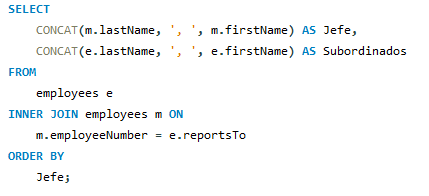 SELECT
CONCAT(m.lastName, ', ', m.firstName) AS Jefe,
CONCAT(e.lastName, ', ', e.firstName) AS Subordinados
FROM
employees e
INNER JOIN employees m ON
m.employeeNumber = e.reportsTo
ORDER BY
Jefe;